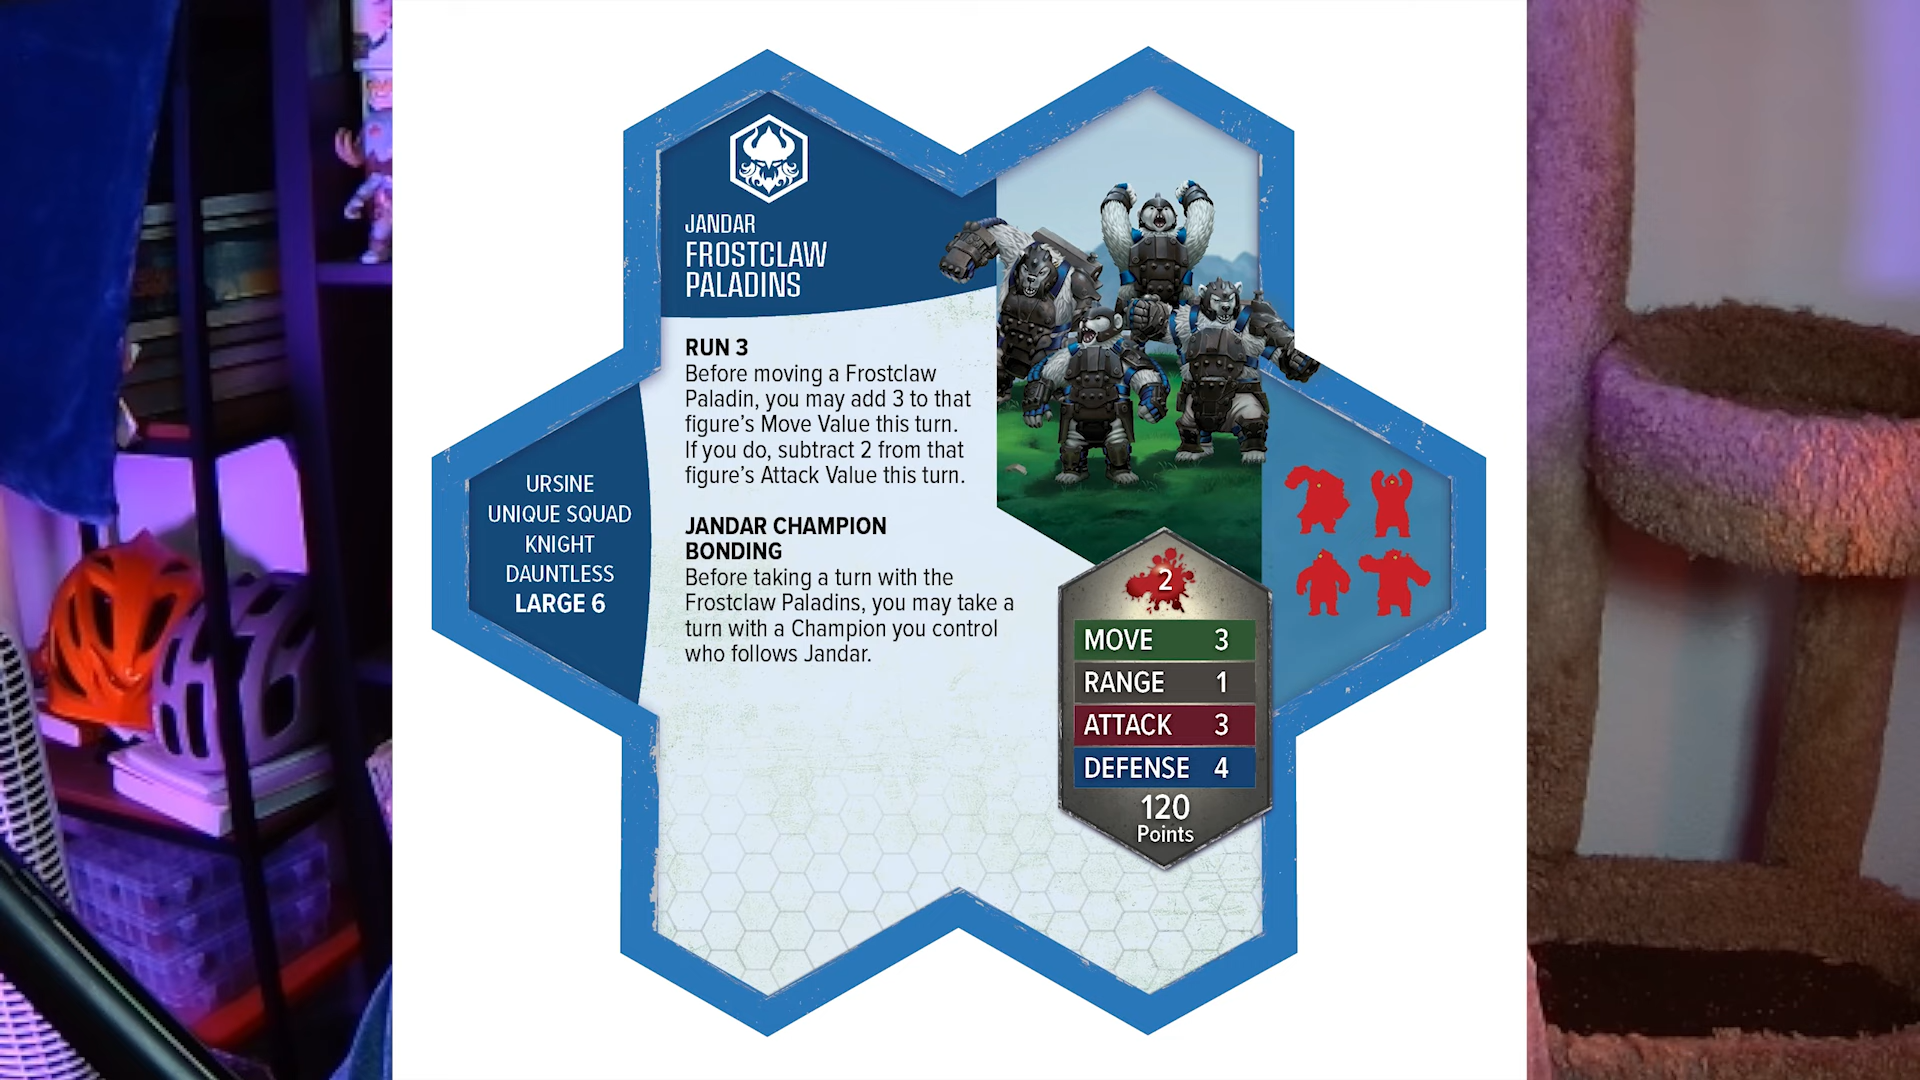 JANDAR
FROSTCLAW
PALADINS
RUN 3
Before moving a Frostclaw
Paladin, you may add 3 to that
figure's Move Value this turn.
If you do, subtract 2 from that
figure's Attack Value this turn.
JANDAR CHAMPION
BONDING
Before taking a turn with the
Frostclaw Paladins, you may take a
turn with a Champion you control
who follows Jandar.
URSINE
UNIQUE SQUAD
KNIGHT
DAUNTLESS
LARGE 6
2
MOVE 3
RANGE 1
ATTACK 3
DEFENSE 4
120
Points